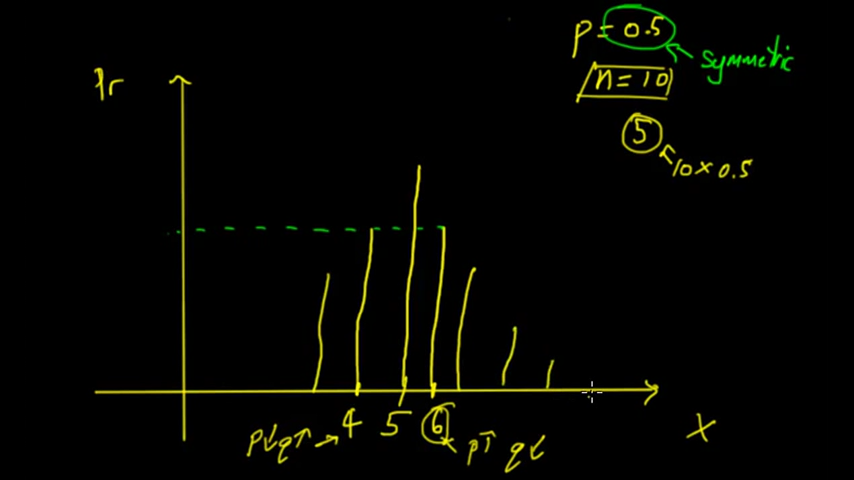 p = 0.5
symmetric
n = 10
5
10 × 0.5
Pr
4 5 6
p↓q↑ → p↑ q↓
X